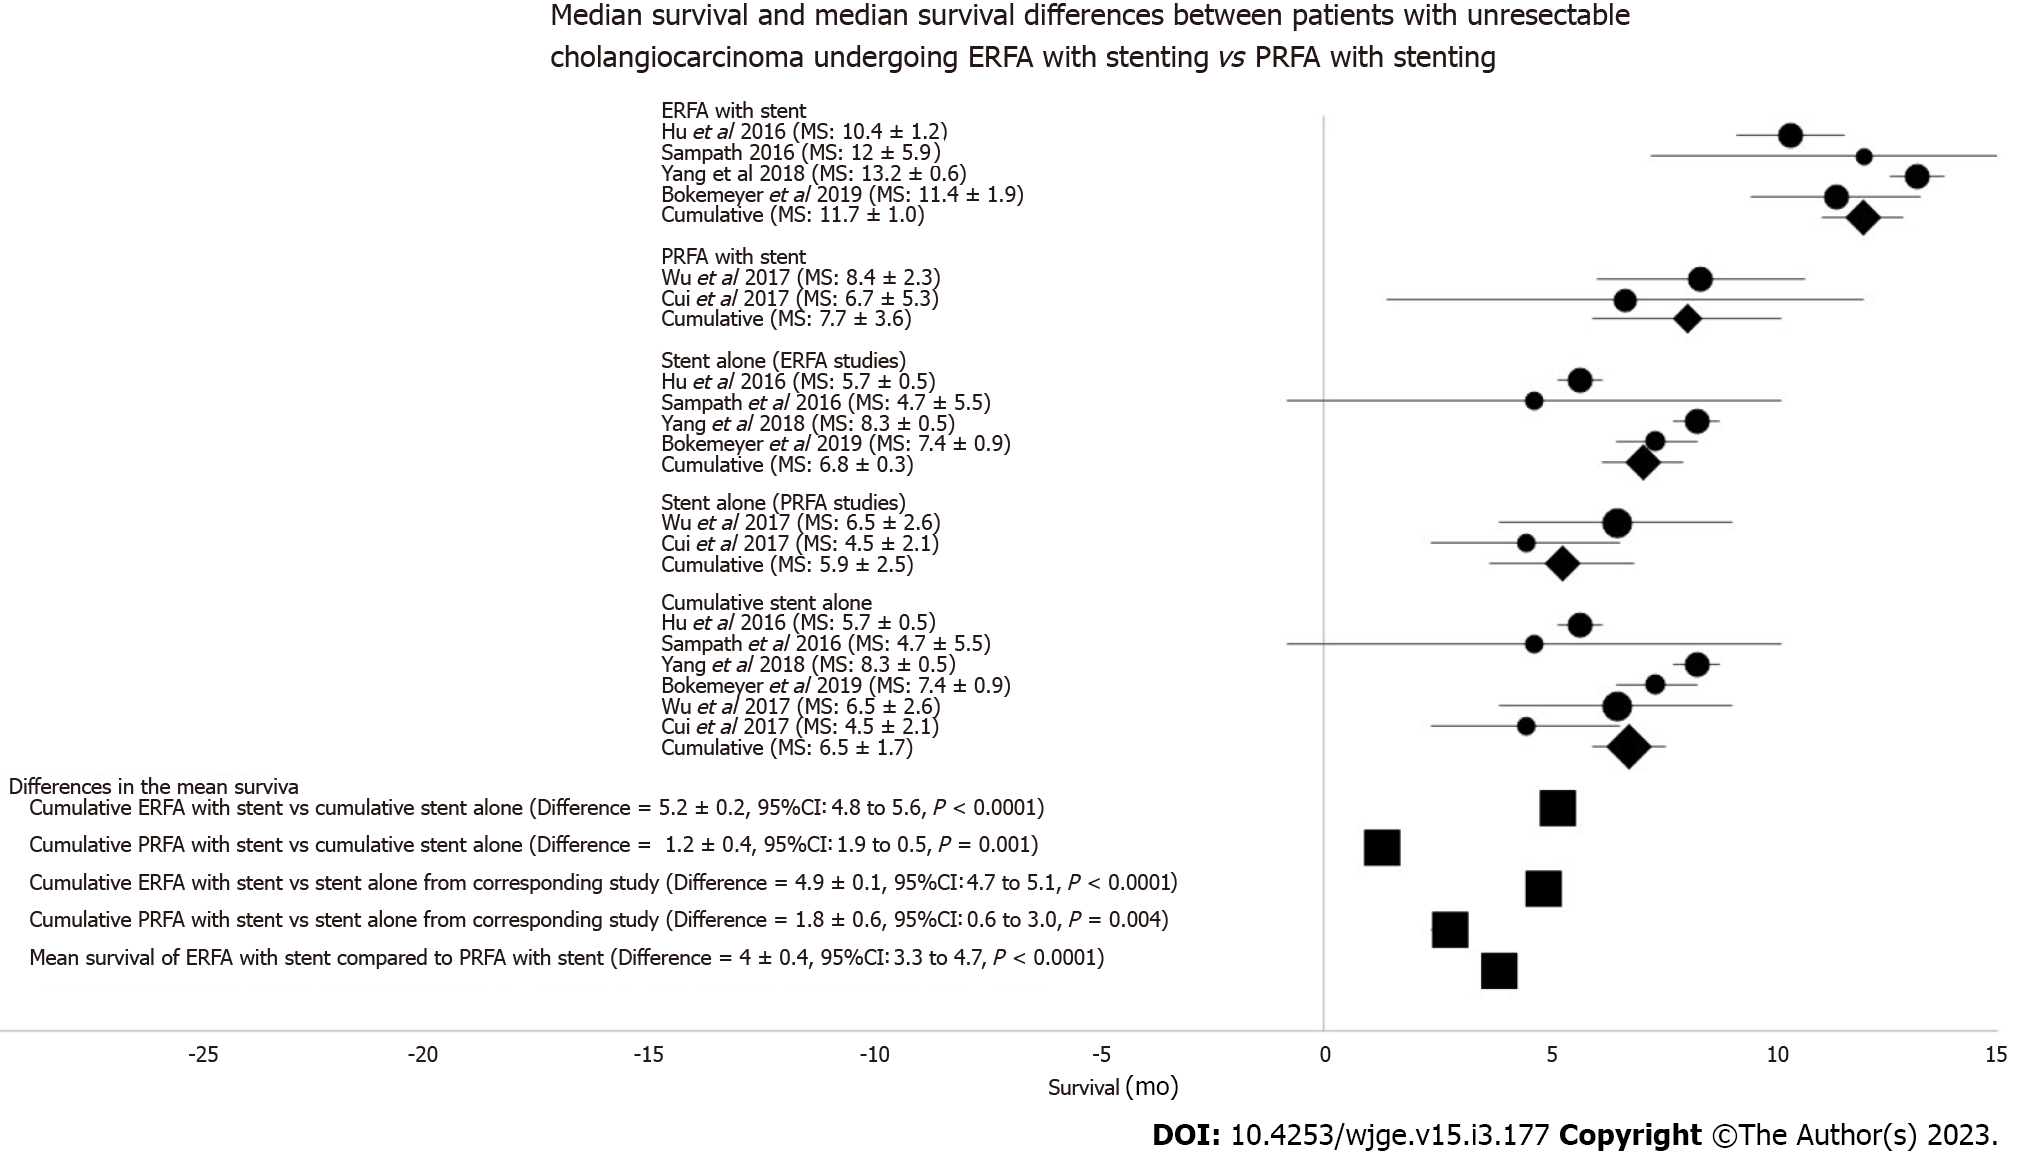 Median survival and median survival differences between patients with unresectable
cholangiocarcinoma undergoing ERFA with stenting vs PRFA with stenting
ERFA with stent
Hu et al 2016 (MS: 10.4 ± 1.2)
Sampath 2016 (MS: 12 ± 5.9)
Yang et al 2018 (MS: 13.2 ± 0.6)
Bokemeyer et al 2019 (MS: 11.4 ± 1.9)
Cumulative (MS: 11.7 ± 1.0)
PRFA with stent
Wu et al 2017 (MS: 8.4 ± 2.3)
Cui et al 2017 (MS: 6.7 ± 5.3)
Cumulative (MS: 7.7 ± 3.6)
Stent alone (ERFA studies)
Hu et al 2016 (MS: 5.7 ± 0.5)
Sampath et al 2016 (MS: 4.7 ± 5.5)
Yang et al 2018 (MS: 8.3 ± 0.5)
Bokemeyer et al 2019 (MS: 7.4 ± 0.9)
Cumulative (MS: 6.8 ± 0.3)
Stent alone (PRFA studies)
Wu et al 2017 (MS: 6.5 ± 2.6)
Cui et al 2017 (MS: 4.5 ± 2.1)
Cumulative (MS: 5.9 ± 2.5)
Cumulative stent alone
Hu et al 2016 (MS: 5.7 ± 0.5)
Sampath et al 2016 (MS: 4.7 ± 5.5)
Yang et al 2018 (MS: 8.3 ± 0.5)
Bokemeyer et al 2019 (MS: 7.4 ± 0.9)
Wu et al 2017 (MS: 6.5 ± 2.6)
Cui et al 2017 (MS: 4.5 ± 2.1)
Cumulative (MS: 6.5 ± 1.7)
Differences in the mean surviva
Cumulative ERFA with stent vs cumulative stent alone (Difference = 5.2 ± 0.2, 95%CI: 4.8 to 5.6, P < 0.0001)
Cumulative PRFA with stent vs cumulative stent alone (Difference = 1.2 ± 0.4, 95%CI: 1.9 to 0.5, P = 0.001)
Cumulative ERFA with stent vs stent alone from corresponding study (Difference = 4.9 ± 0.1, 95%CI: 4.7 to 5.1, P < 0.0001)
Cumulative PRFA with stent vs stent alone from corresponding study (Difference = 1.8 ± 0.6, 95%CI: 0.6 to 3.0, P = 0.004)
Mean survival of ERFA with stent compared to PRFA with stent (Difference = 4 ± 0.4, 95%CI: 3.3 to 4.7, P < 0.0001)
-25 -20 -15 -10 -5 0 5 10 15
Survival (mo)
DOI: 10.4253/wjge.v15.i3.177 Copyright ©The Author(s) 2023.